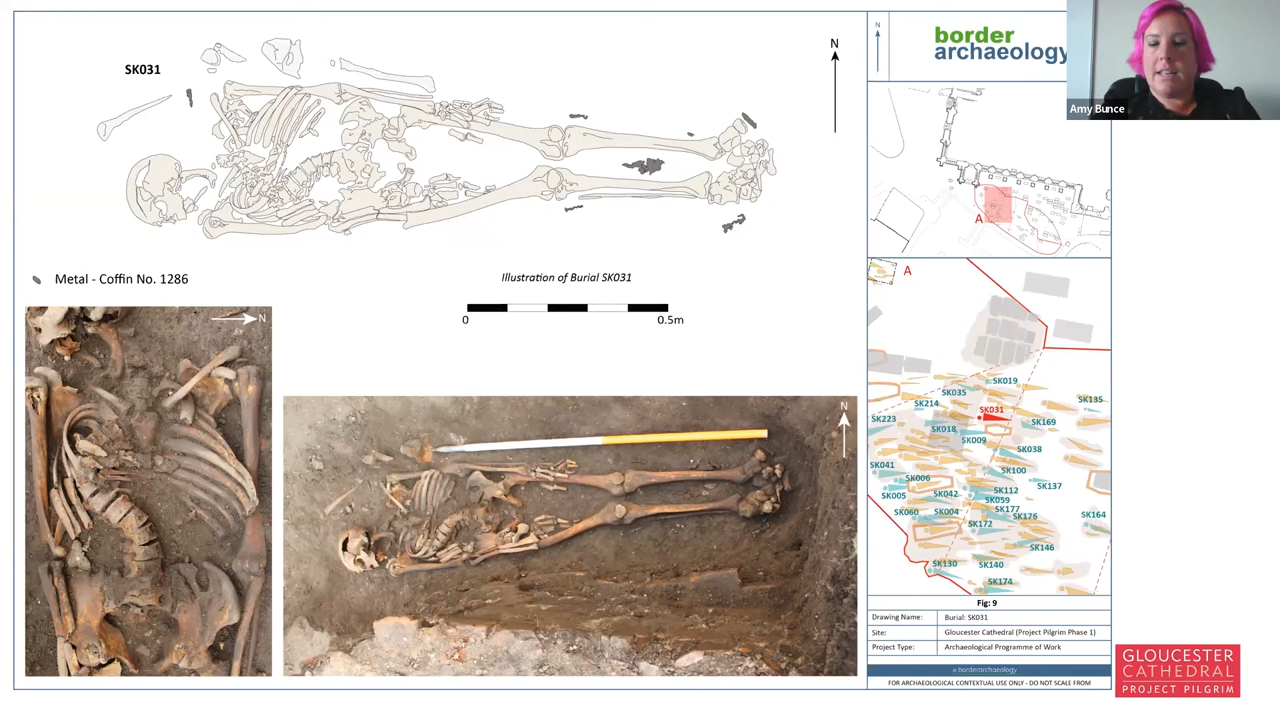 SK031
N
Metal - Coffin No. 1286
Illustration of Burial SK031
0
0.5m
N
N
N
border
archaeology
Amy Bunce
A
A
SK019
SK035
SK214
SK031
SK135
SK223
SK018
SK169
SK009
SK038
SK041
SK100
SK006
SK137
SK005
SK042
SK112
SK059
SK060
SK004
SK177
SK176
SK164
SK172
SK146
SK130
SK140
SK174
Fig: 9
Drawing Name: Burial: SK031
Site: Gloucester Cathedral (Project Pilgrim Phase 1)
Project Type: Archaeological Programme of Work
@ borderarchaeology
FOR ARCHAEOLOGICAL CONTEXTUAL USE ONLY - DO NOT SCALE FROM
GLOUCESTER
CATHEDRAL
PROJECT PILGRIM